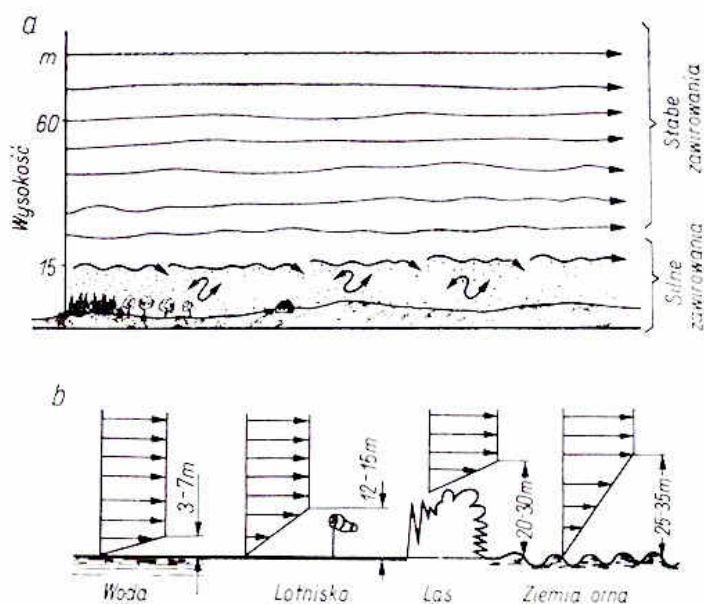 a
m
60
15
Wysokość
Słabe
zawirowania
Silne
zawirowania
b
3-7m
12-15m
20-30m
25-35m
Woda
Lotnisko
Las
Ziemia orna